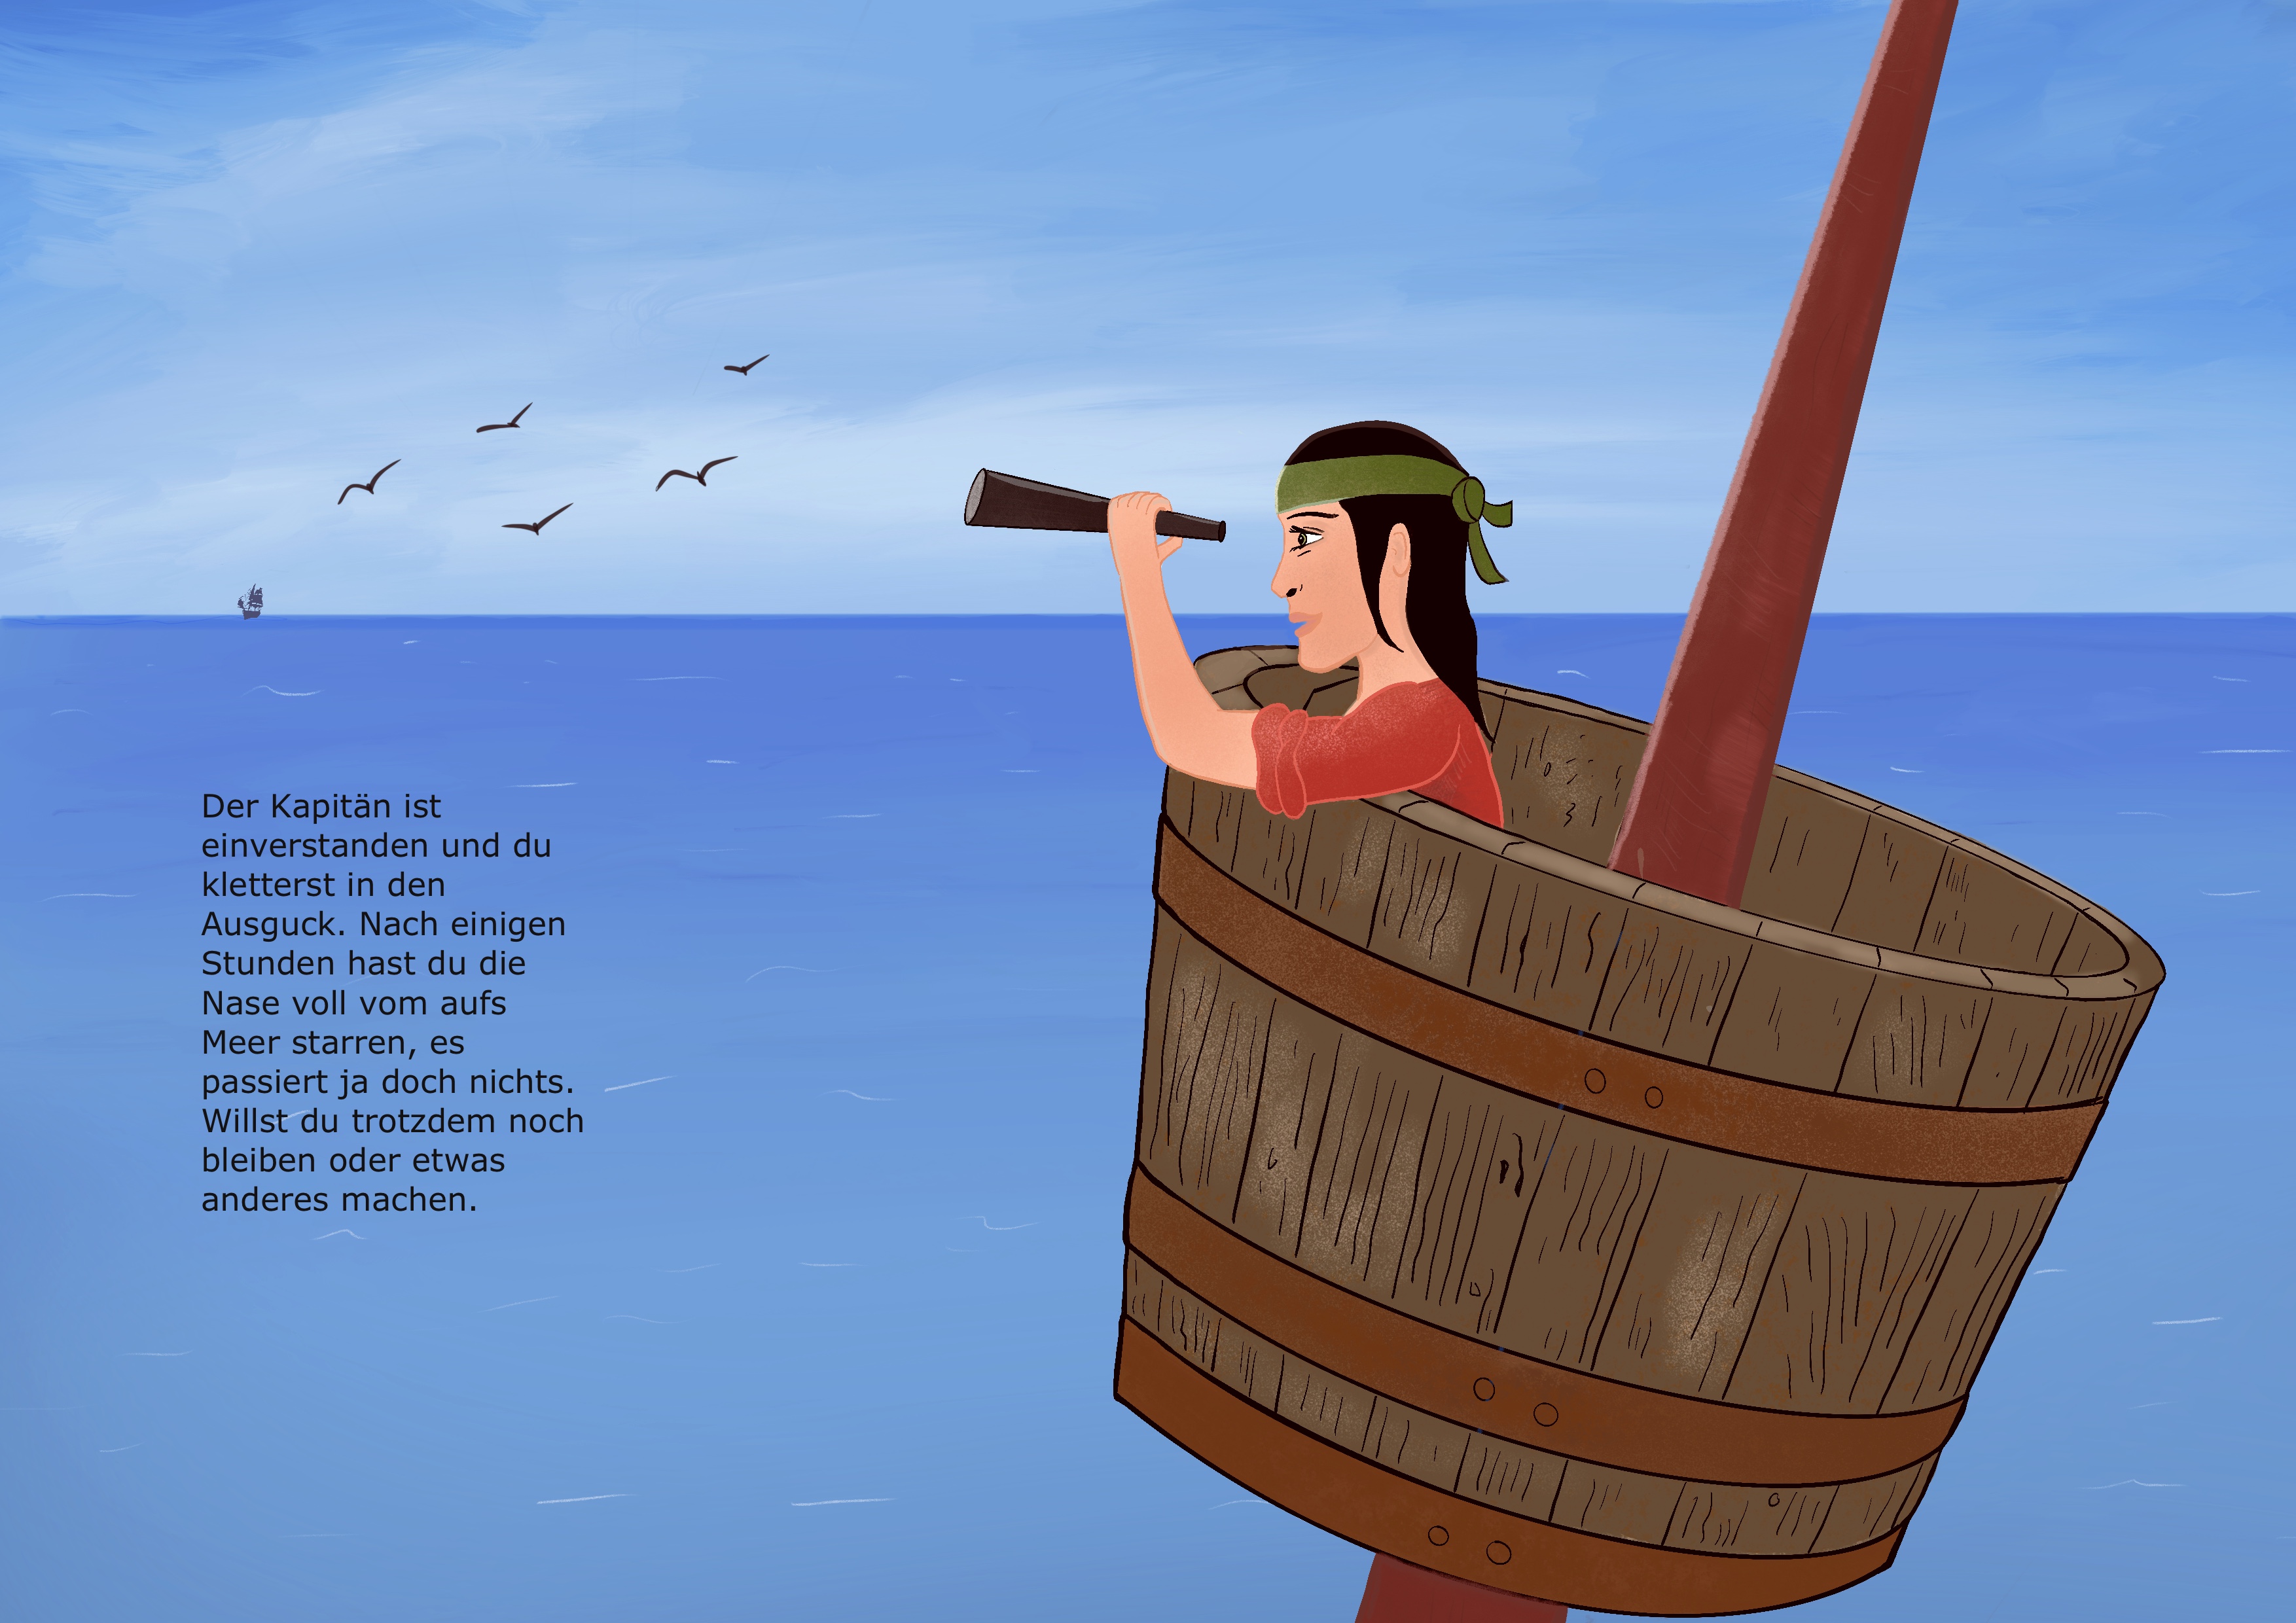 Der Kapitän ist
einverstanden und du
kletterst in den
Ausguck. Nach einigen
Stunden hast du die
Nase voll vom aufs
Meer starren, es
passiert ja doch nichts.
Willst du trotzdem noch
bleiben oder etwas
anderes machen.